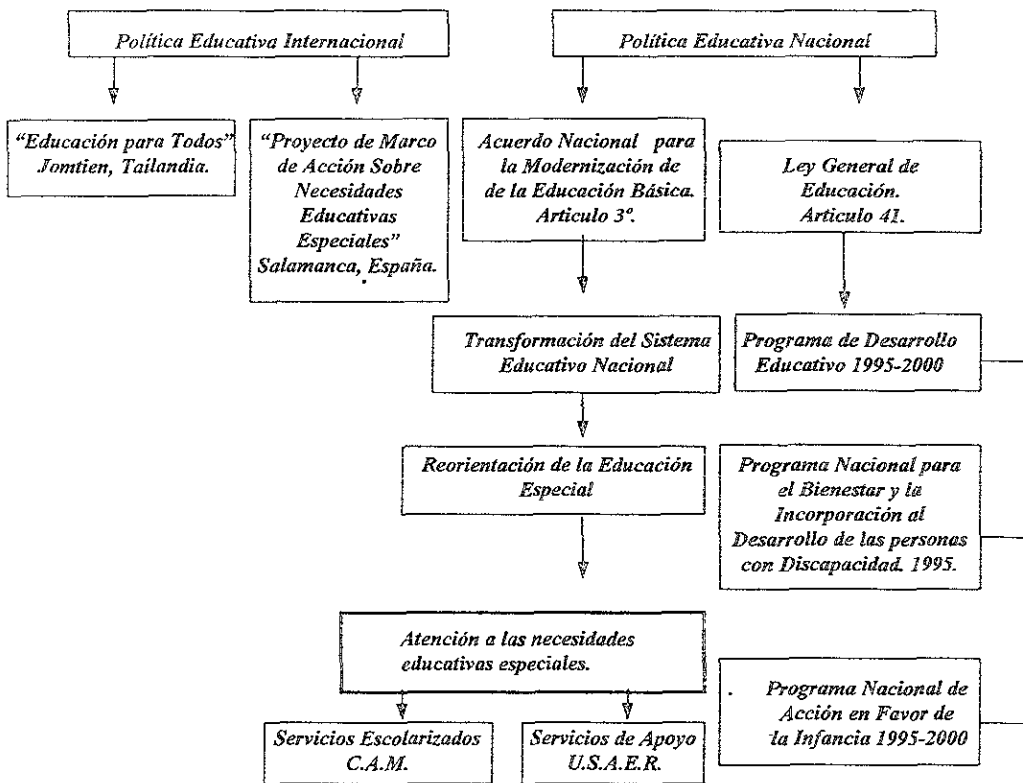 Política Educativa Internacional
Política Educativa Nacional
"Educación para Todos"
Jomtien, Tailandia.
"Proyecto de Marco
de Acción Sobre
Necesidades
Educativas
Especiales"
Salamanca, España.
Acuerdo Nacional para
la Modernización de
de la Educación Básica.
Articulo 3º.
Ley General de
Educación.
Articulo 41.
Transformación del Sistema
Educativo Nacional
Programa de Desarrollo
Educativo 1995-2000
Reorientación de la Educación
Especial
Programa Nacional para
el Bienestar y la
Incorporación al
Desarrollo de las personas
con Discapacidad. 1995.
Atención a las necesidades
educativas especiales.
Programa Nacional de
Acción en Favor de
la Infancia 1995-2000
Servicios Escolarizados
C.A.M.
Servicios de Apoyo
U.S.A.E.R.